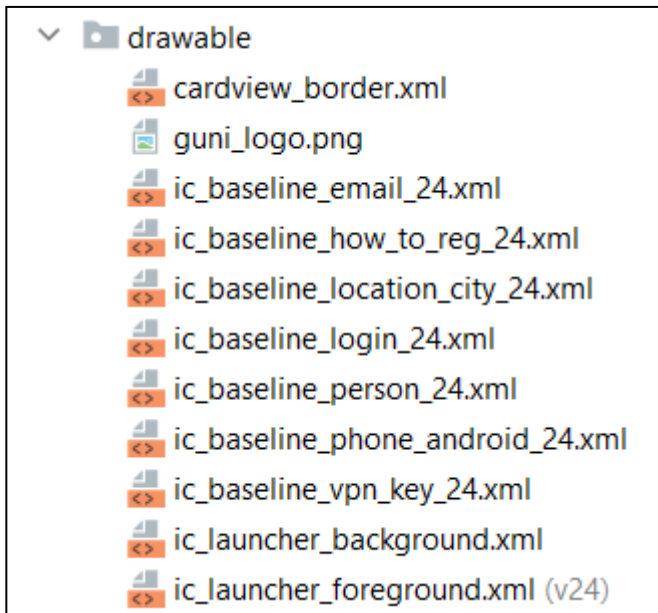 drawable
cardview_border.xml
guni_logo.png
ic_baseline_email_24.xml
ic_baseline_how_to_reg_24.xml
ic_baseline_location_city_24.xml
ic_baseline_login_24.xml
ic_baseline_person_24.xml
ic_baseline_phone_android_24.xml
ic_baseline_vpn_key_24.xml
ic_launcher_background.xml
ic_launcher_foreground.xml (v24)